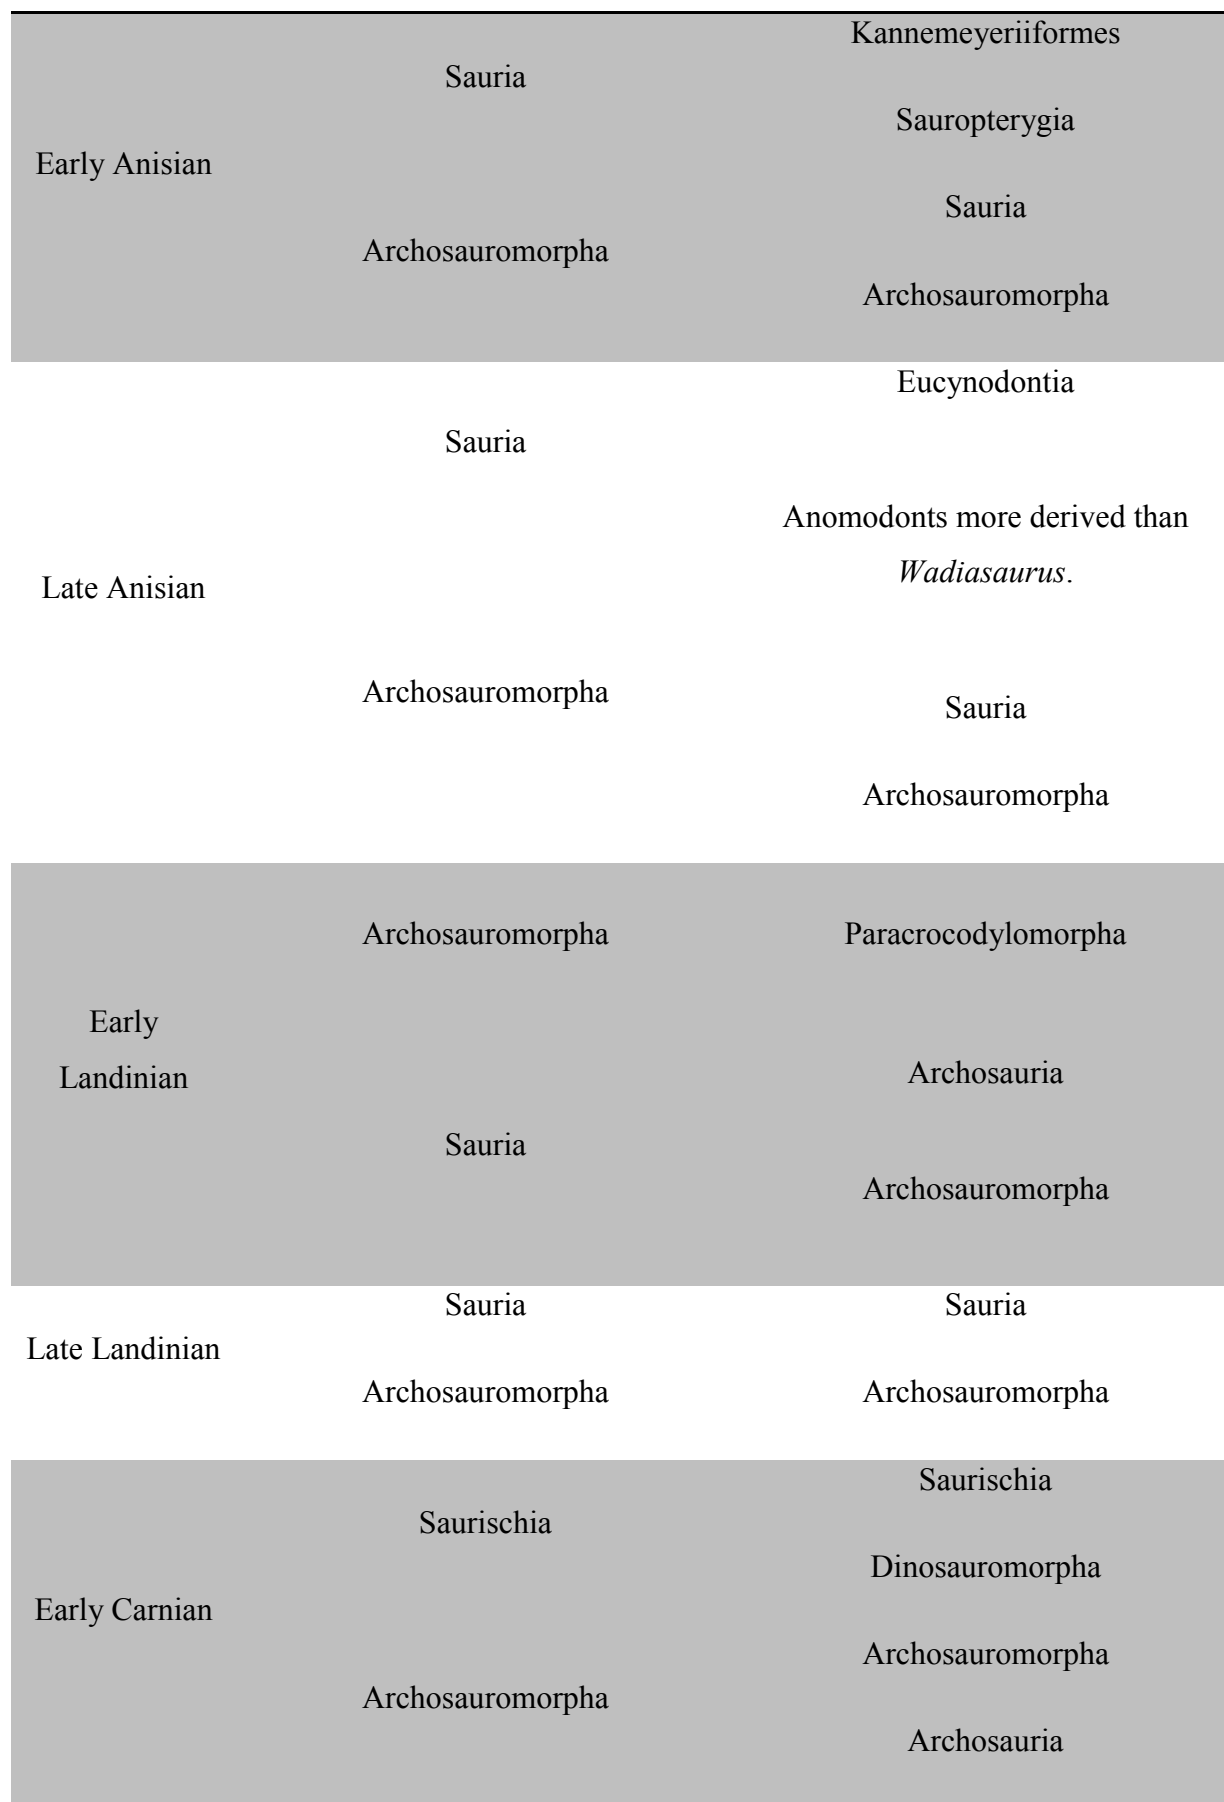 Early Anisian
Sauria
Archosauromorpha
Kannemeyeriiformes
Sauropterygia
Sauria
Archosauromorpha
Late Anisian
Sauria
Archosauromorpha
Eucynodontia
Anomodonts more derived than
Wadiasaurus.
Sauria
Archosauromorpha
Early
Landinian
Archosauromorpha
Sauria
Paracrocodylomorpha
Archosauria
Archosauromorpha
Late Landinian
Sauria
Archosauromorpha
Sauria
Archosauromorpha
Early Carnian
Saurischia
Archosauromorpha
Saurischia
Dinosauromorpha
Archosauromorpha
Archosauria